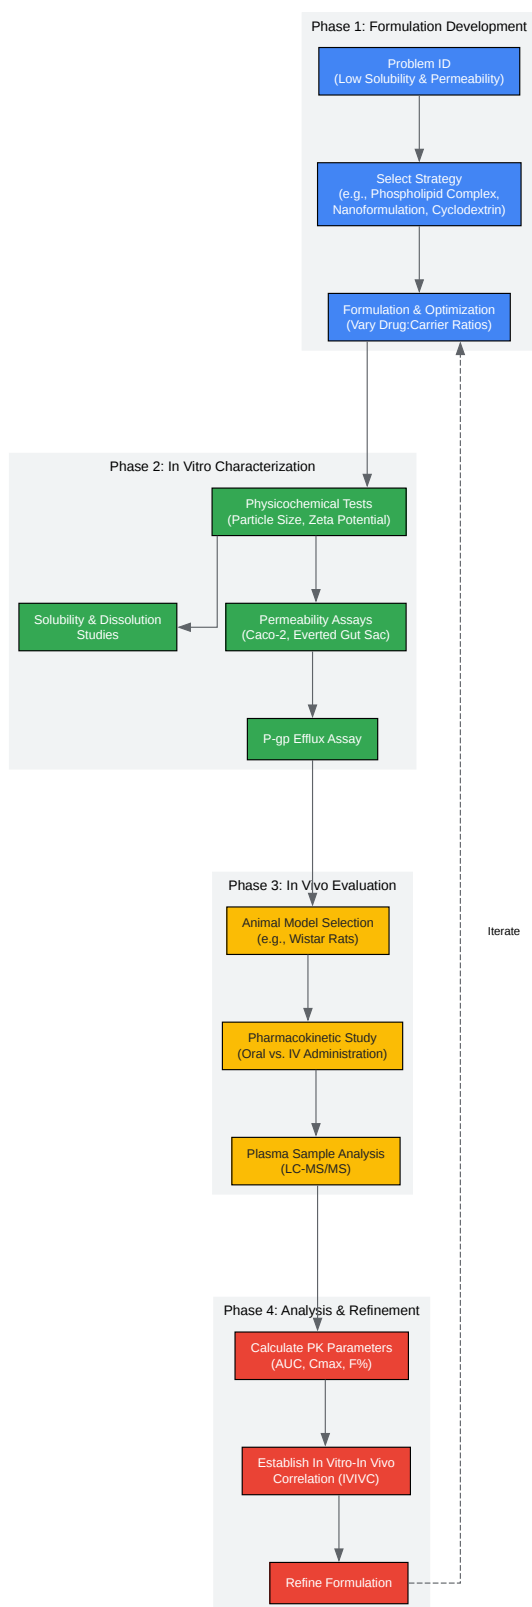 Phase 1: Formulation Development
Problem ID
(Low Solubility & Permeability)
Select Strategy
(e.g., Phospholipid Complex,
Nanoformulation, Cyclodextrin)
Formulation & Optimization
(Vary Drug:Carrier Ratios)
Phase 2: In Vitro Characterization
Physicochemical Tests
(Particle Size, Zeta Potential)
Solubility & Dissolution
Studies
Permeability Assays
(Caco-2, Everted Gut Sac)
P-gp Efflux Assay
Phase 3: In Vivo Evaluation
Animal Model Selection
(e.g., Wistar Rats)
Iterate
Pharmacokinetic Study
(Oral vs. IV Administration)
Plasma Sample Analysis
(LC-MS/MS)
Phase 4: Analysis & Refinement
Calculate PK Parameters
(AUC, Cmax, F%)
Establish In Vitro-In Vivo
Correlation (IVIVC)
Refine Formulation